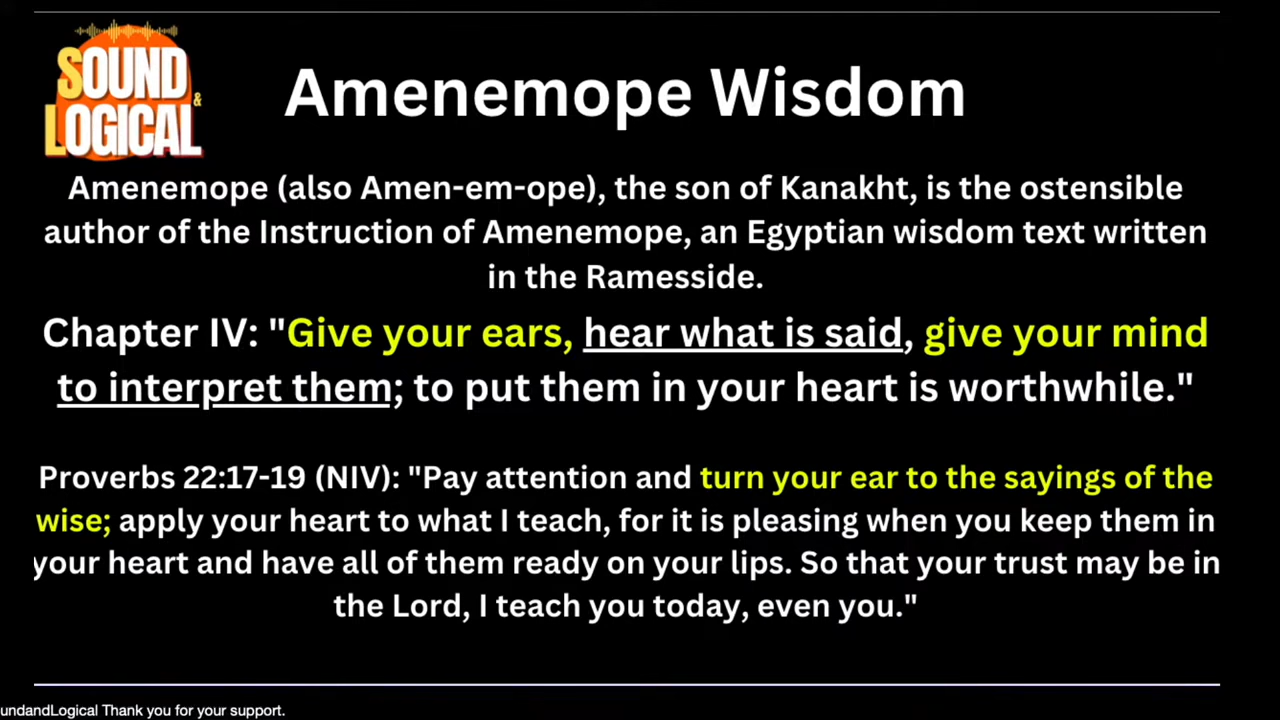 SOUND
&
LOGICAL
Amenemope Wisdom
Amenemope (also Amen-em-ope), the son of Kanakht, is the ostensible
author of the Instruction of Amenemope, an Egyptian wisdom text written
in the Ramesside.
Chapter IV: "Give your ears, hear what is said, give your mind
to interpret them; to put them in your heart is worthwhile."
Proverbs 22:17-19 (NIV): "Pay attention and turn your ear to the sayings of the
wise; apply your heart to what I teach, for it is pleasing when you keep them in
your heart and have all of them ready on your lips. So that your trust may be in
the Lord, I teach you today, even you."
undandLogical Thank you for your support.